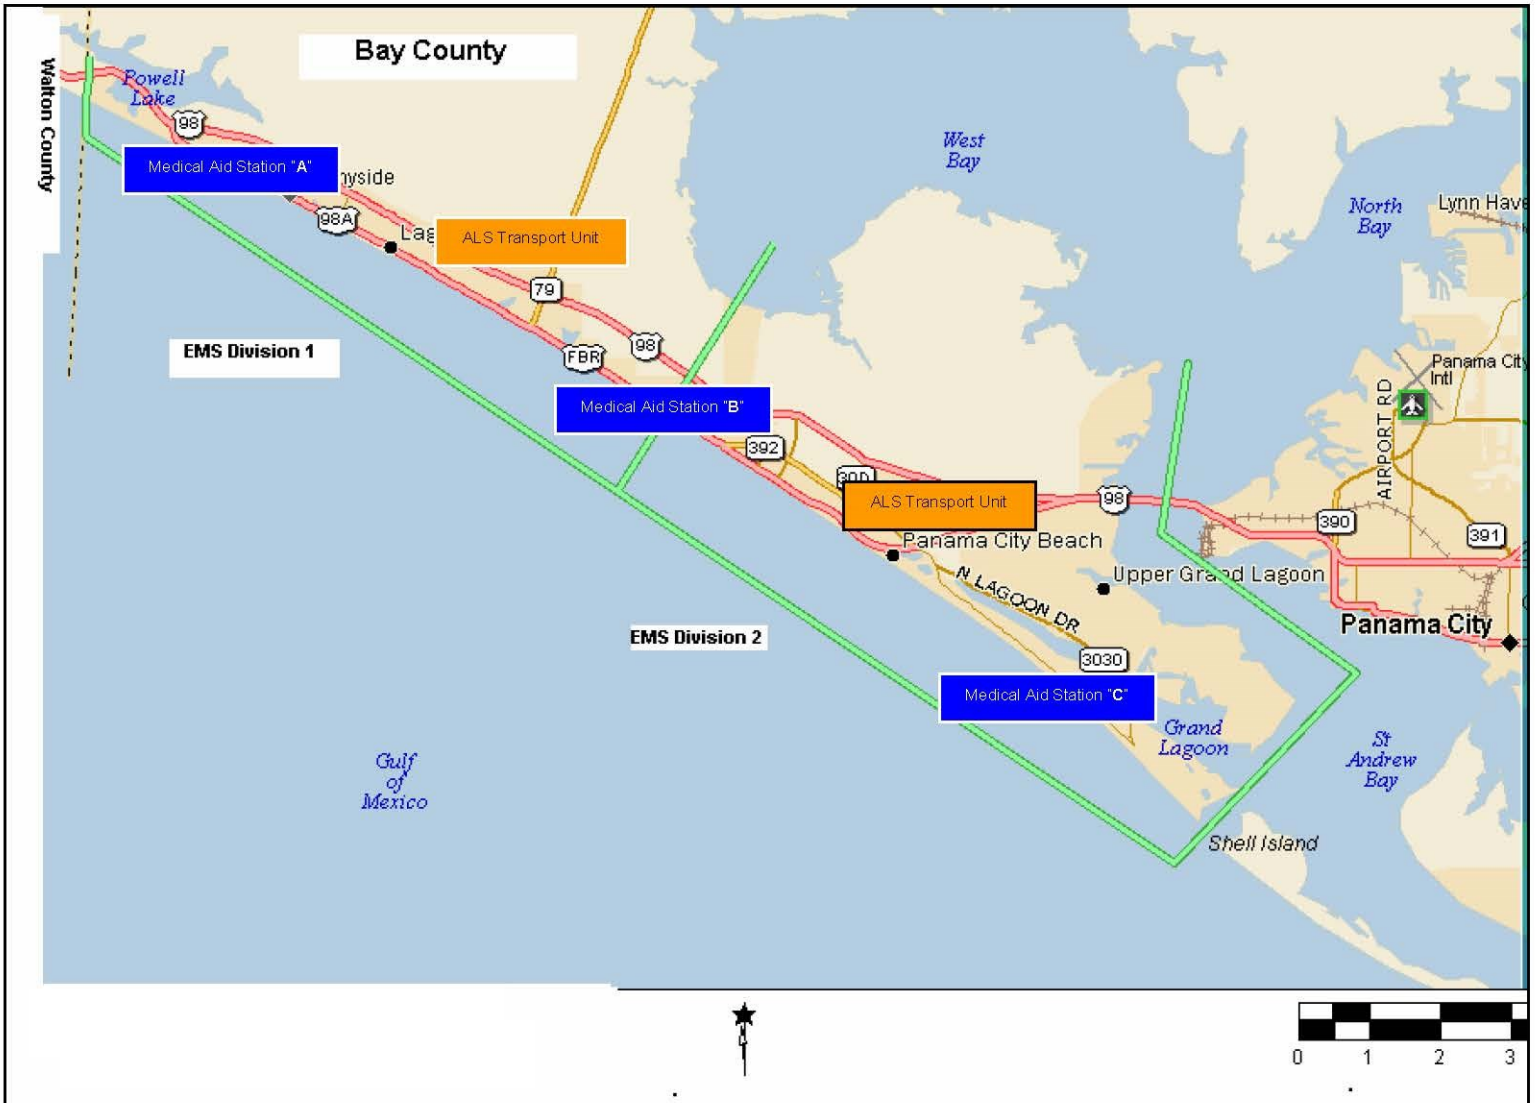 Bay County
Walton County
Powell
Lake
98
Medical Aid Station "A"
nyside
98A
Lag
ALS Transport Unit
79
EMS Division 1
FBR
98
Medical Aid Station "B"
392
30D
ALS Transport Unit
98
Panama City Beach
Upper Grand Lagoon
N LAGOON DR
3030
EMS Division 2
Medical Aid Station "C"
Grand
Lagoon
West
Bay
North
Bay
Lynn Have
Panama City
Intl
AIRPORT RD
390
391
Panama City
St
Andrew
Bay
Shell Island
Gulf
of
Mexico
0 1 2 3